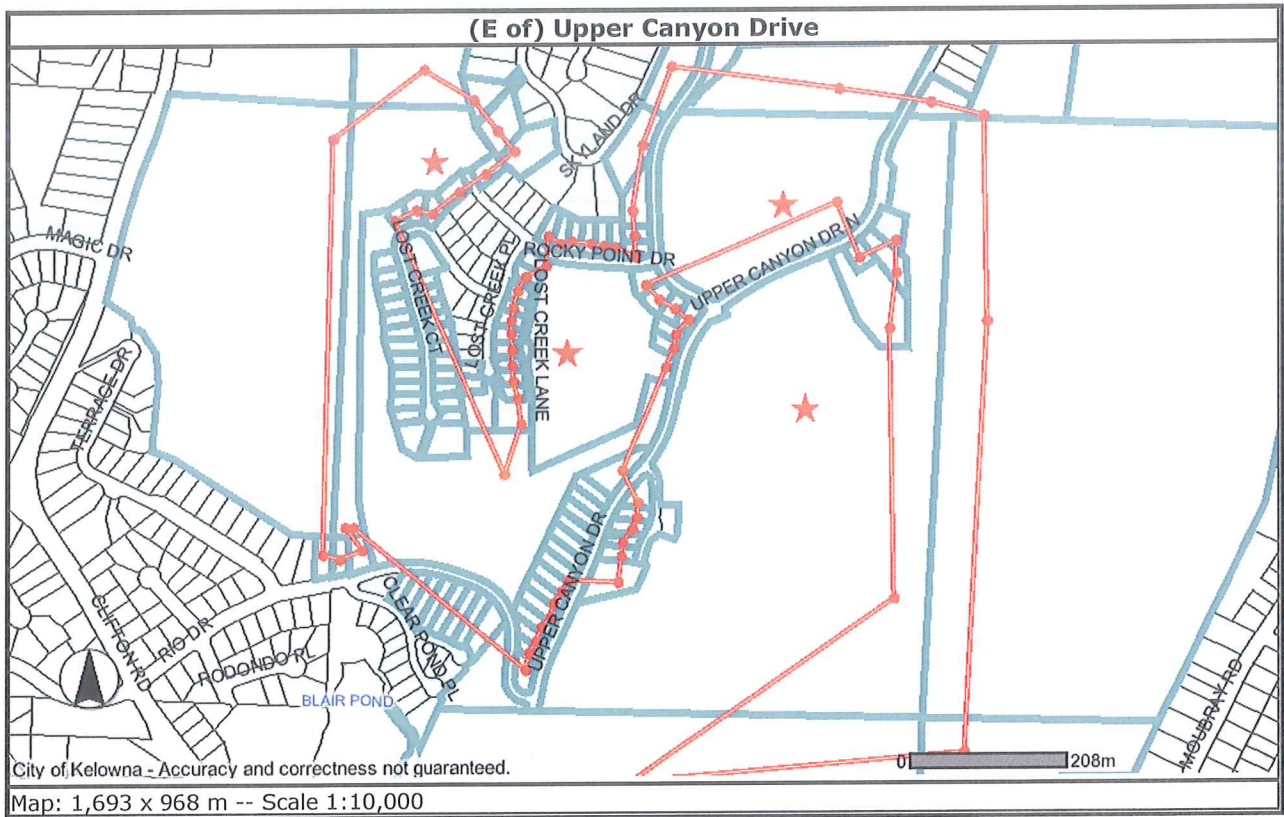 (E of) Upper Canyon Drive
SKYLAND DR
MAGIC DR
LOST CREEK CT
LOST CREEK PL
ROCKY POINT DR
LOST CREEK LANE
UPPER CANYON DR N
TERRACE DR
UPPER CANYON DR
CLEAR POND PL
CLIFTON RD
RIO DR
RODONDO PL
BLAIR POND
MOUBRAY RD
0 208m
City of Kelowna - Accuracy and correctness not guaranteed.
Map: 1,693 x 968 m -- Scale 1:10,000